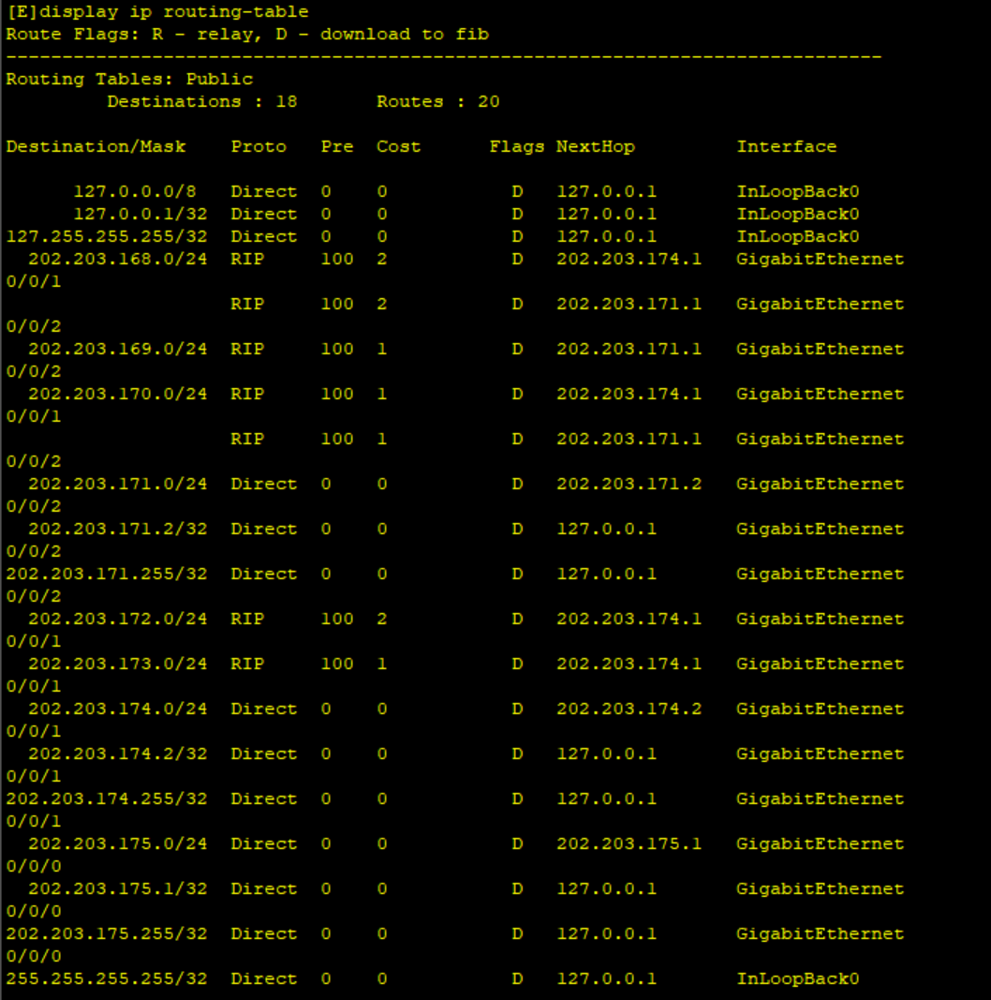 [E]display ip routing-table
Route Flags: R - relay, D - download to fib
------------------------------------------------------------------------------
Routing Tables: Public
         Destinations : 18       Routes : 20

Destination/Mask    Proto   Pre  Cost      Flags NextHop         Interface

      127.0.0.0/8   Direct  0    0           D   127.0.0.1       InLoopBack0
      127.0.0.1/32  Direct  0    0           D   127.0.0.1       InLoopBack0
127.255.255.255/32  Direct  0    0           D   127.0.0.1       InLoopBack0
  202.203.168.0/24  RIP     100  2           D   202.203.174.1   GigabitEthernet
0/0/1
                    RIP     100  2           D   202.203.171.1   GigabitEthernet
0/0/2
  202.203.169.0/24  RIP     100  1           D   202.203.171.1   GigabitEthernet
0/0/2
  202.203.170.0/24  RIP     100  1           D   202.203.174.1   GigabitEthernet
0/0/1
                    RIP     100  1           D   202.203.171.1   GigabitEthernet
0/0/2
  202.203.171.0/24  Direct  0    0           D   202.203.171.2   GigabitEthernet
0/0/2
  202.203.171.2/32  Direct  0    0           D   127.0.0.1       GigabitEthernet
0/0/2
202.203.171.255/32  Direct  0    0           D   127.0.0.1       GigabitEthernet
0/0/2
  202.203.172.0/24  RIP     100  2           D   202.203.174.1   GigabitEthernet
0/0/1
  202.203.173.0/24  RIP     100  1           D   202.203.174.1   GigabitEthernet
0/0/1
  202.203.174.0/24  Direct  0    0           D   202.203.174.2   GigabitEthernet
0/0/1
  202.203.174.2/32  Direct  0    0           D   127.0.0.1       GigabitEthernet
0/0/1
202.203.174.255/32  Direct  0    0           D   127.0.0.1       GigabitEthernet
0/0/1
  202.203.175.0/24  Direct  0    0           D   202.203.175.1   GigabitEthernet
0/0/0
  202.203.175.1/32  Direct  0    0           D   127.0.0.1       GigabitEthernet
0/0/0
202.203.175.255/32  Direct  0    0           D   127.0.0.1       GigabitEthernet
0/0/0
255.255.255.255/32  Direct  0    0           D   127.0.0.1       InLoopBack0